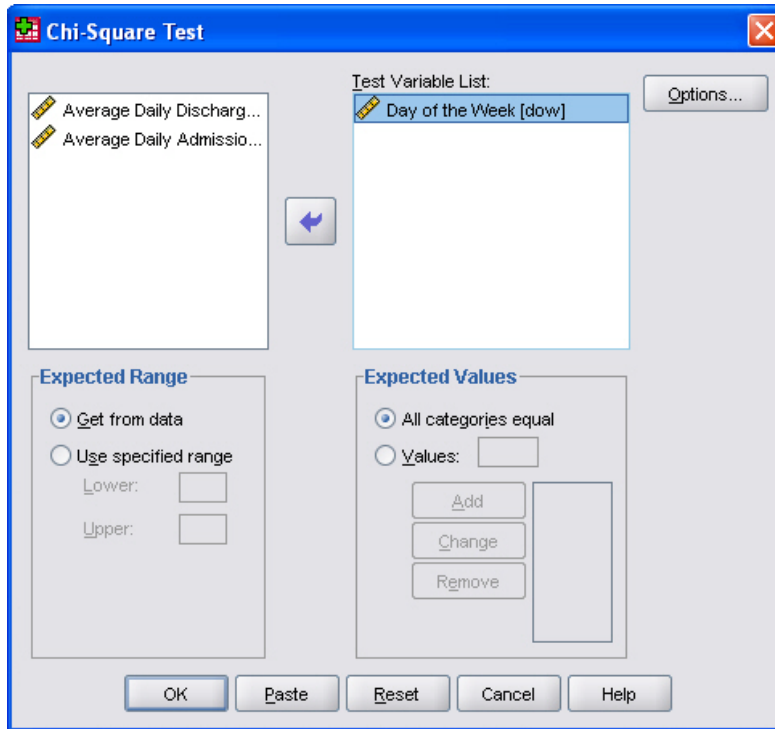 Chi-Square Test
Test Variable List:
Average Daily Discharg...
Average Daily Admissio...
Day of the Week [dow]
Options...
Expected Range
Get from data
Use specified range
Lower:
Upper:
Expected Values
All categories equal
Values:
Add
Change
Remove
OK Paste Reset Cancel Help